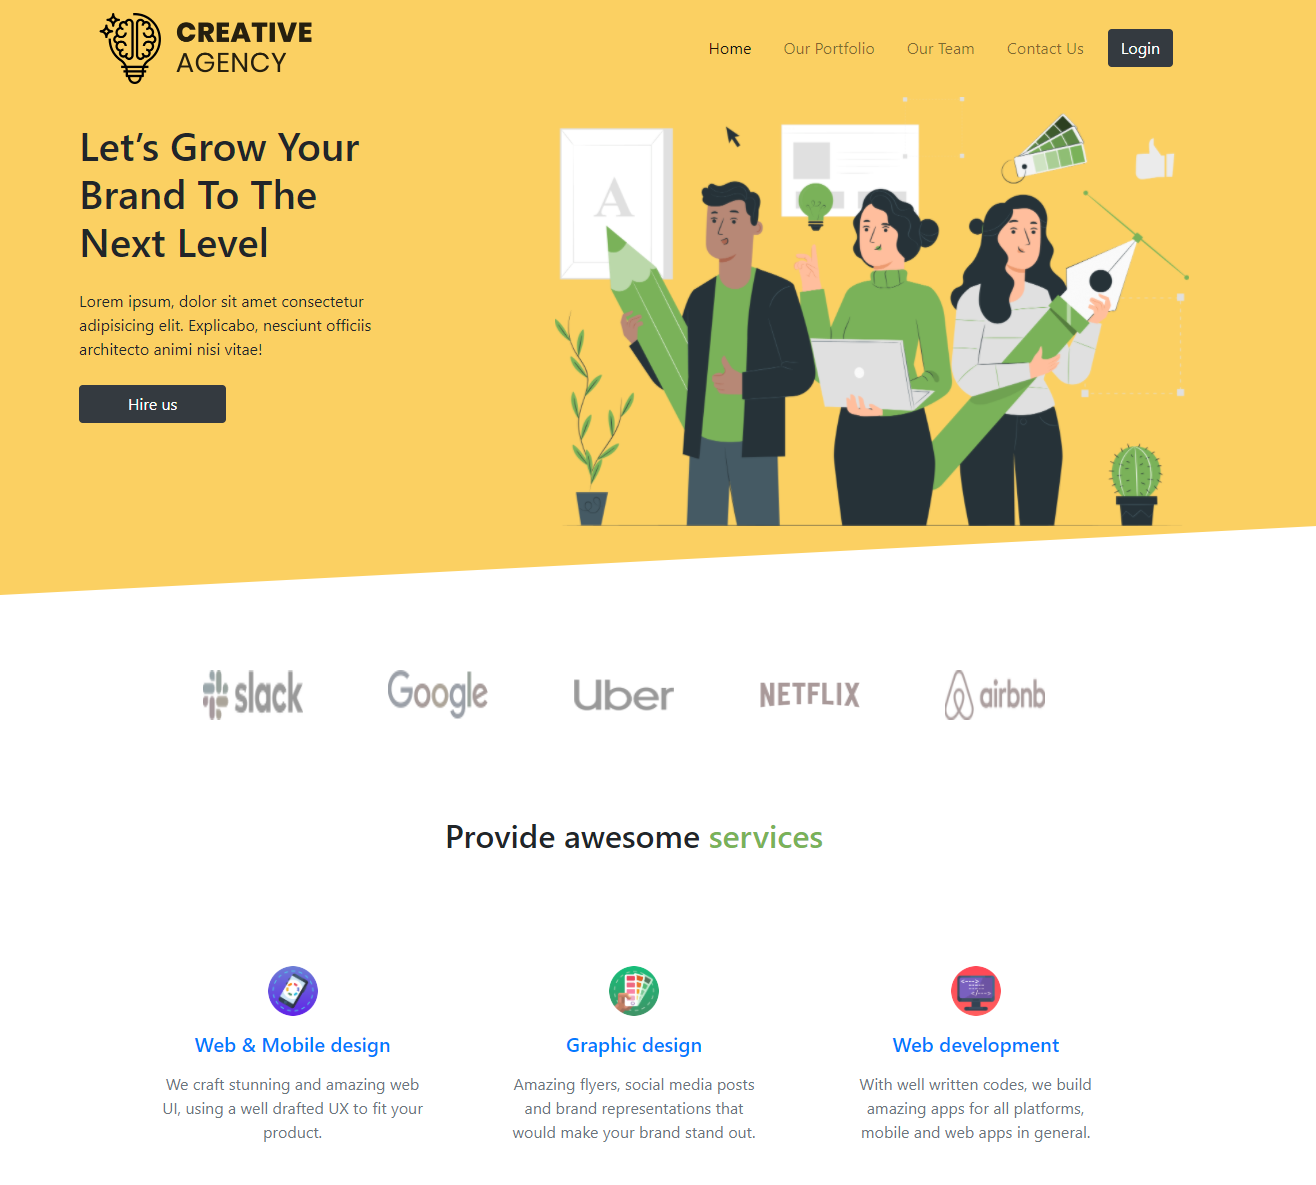 CREATIVE
AGENCY
Home Our Portfolio Our Team Contact Us Login
Let’s Grow Your
Brand To The
Next Level
Lorem ipsum, dolor sit amet consectetur
adipisicing elit. Explicabo, nesciunt officiis
architecto animi nisi vitae!
Hire us
A
slack Google Uber NETFLIX airbnb
Provide awesome services
Web & Mobile design
We craft stunning and amazing web
UI, using a well drafted UX to fit your
product.
Graphic design
Amazing flyers, social media posts
and brand representations that
would make your brand stand out.
Web development
With well written codes, we build
amazing apps for all platforms,
mobile and web apps in general.